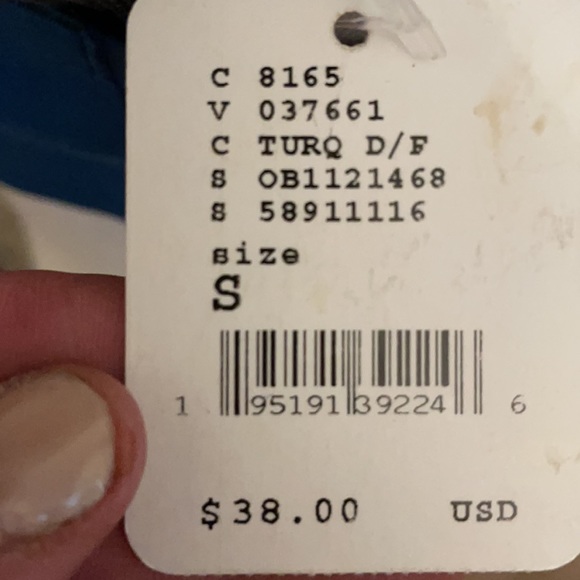 C 8165
V 037661
C TURQ D/F
S OB1121468
S 58911116
size
S
1 95191 39224 6
$38.00 USD